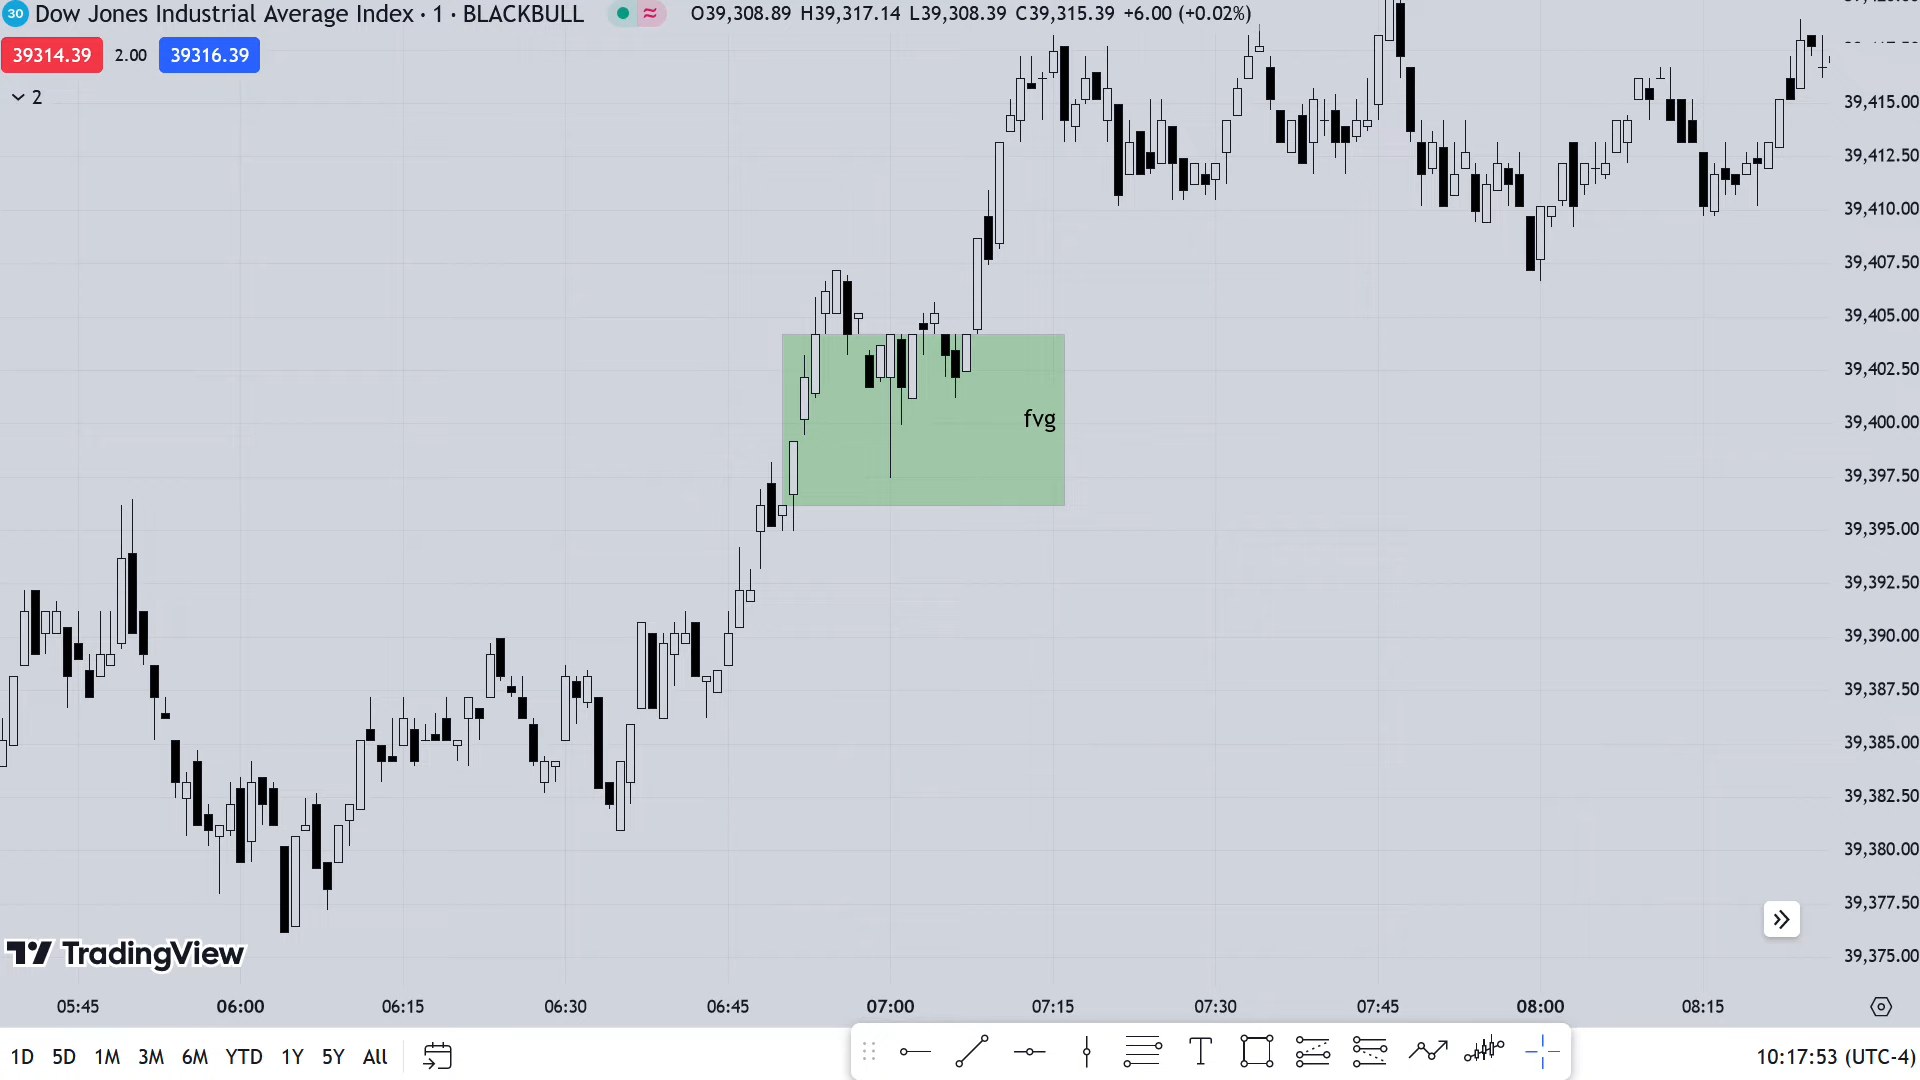 30 Dow Jones Industrial Average Index · 1 · BLACKBULL O39,308.89 H39,317.14 L39,308.39 C39,315.39 +6.00 (+0.02%)
39314.39 2.00 39316.39
2
39,415.00
39,412.50
39,410.00
39,407.50
39,405.00
39,402.50
39,400.00
39,397.50
39,395.00
39,392.50
39,390.00
39,387.50
39,385.00
39,382.50
39,380.00
39,377.50
39,375.00
fvg
TradingView
05:45 06:00 06:15 06:30 06:45 07:00 07:15 07:30 07:45 08:00 08:15
1D 5D 1M 3M 6M YTD 1Y 5Y All
10:17:53 (UTC-4)